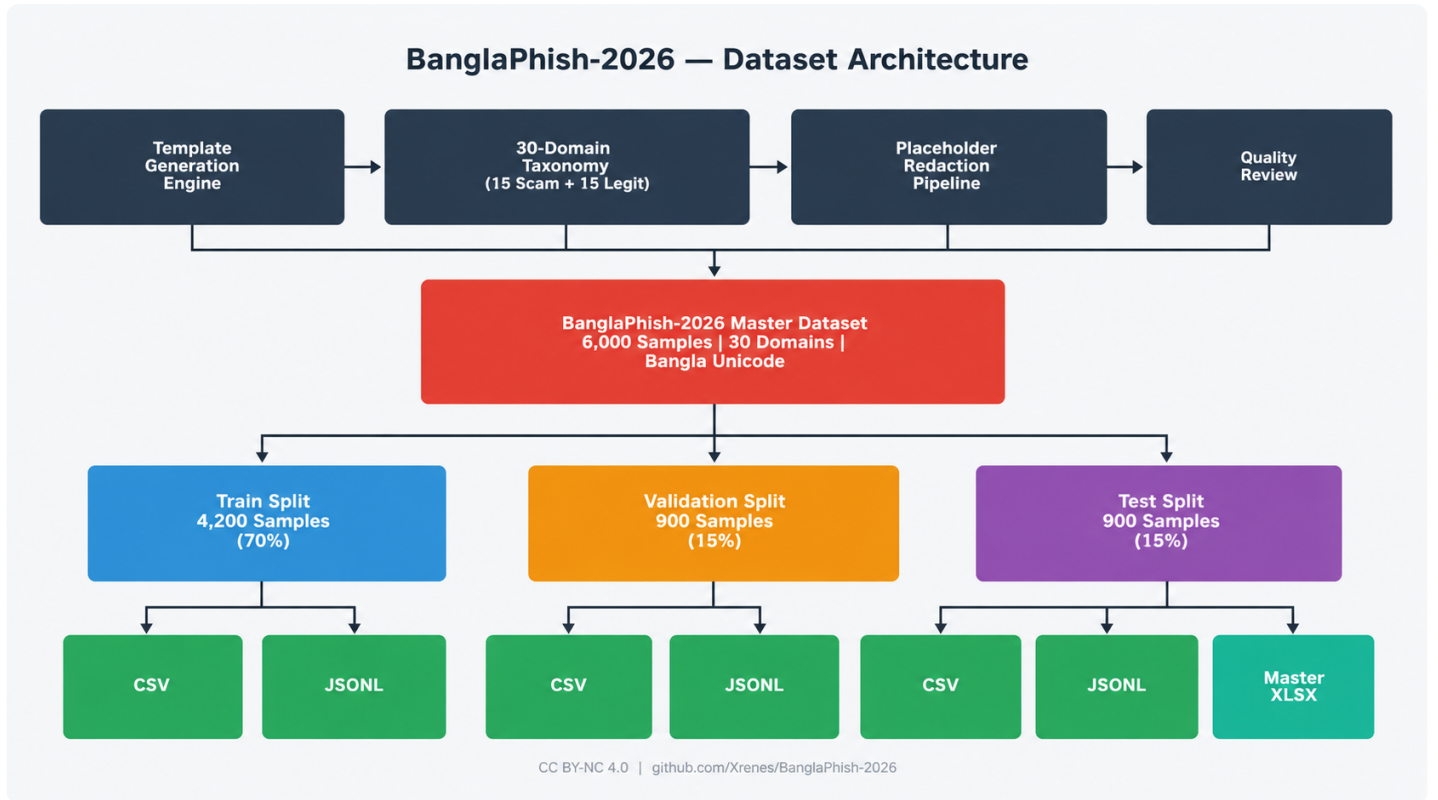 BanglaPhish-2026 — Dataset Architecture
Template
Generation
Engine
30-Domain
Taxonomy
(15 Scam + 15 Legit)
Placeholder
Redaction
Pipeline
Quality
Review
BanglaPhish-2026 Master Dataset
6,000 Samples | 30 Domains |
Bangla Unicode
Train Split
4,200 Samples
(70%)
Validation Split
900 Samples
(15%)
Test Split
900 Samples
(15%)
CSV
JSONL
CSV
JSONL
CSV
JSONL
Master
XLSX
CC BY-NC 4.0 | github.com/Xrenes/BanglaPhish-2026